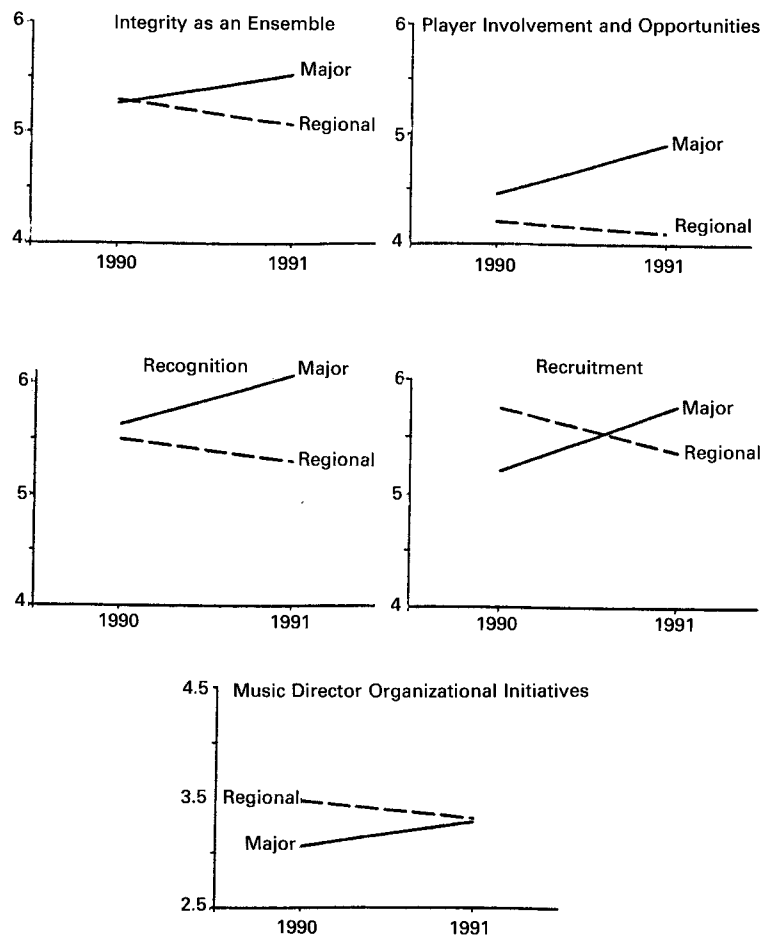 Integrity as an Ensemble
6
5
4
Major
Regional
1990 1991
Player Involvement and Opportunities
6
5
4
Major
Regional
1990 1991
Recognition
6
5
4
Major
Regional
1990 1991
Recruitment
6
5
4
Major
Regional
1990 1991
Music Director Organizational Initiatives
4.5
3.5
2.5
Regional
Major
1990 1991